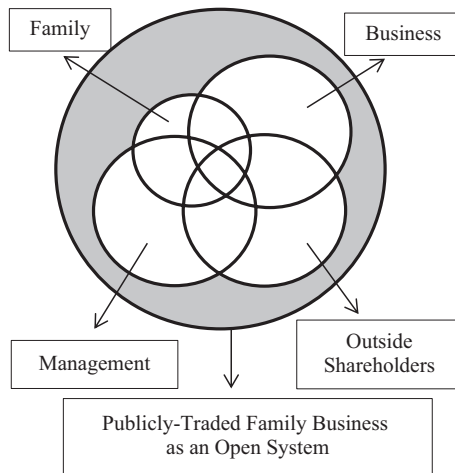 Family
Business
Management
Outside
Shareholders
Publicly-Traded Family Business
as an Open System